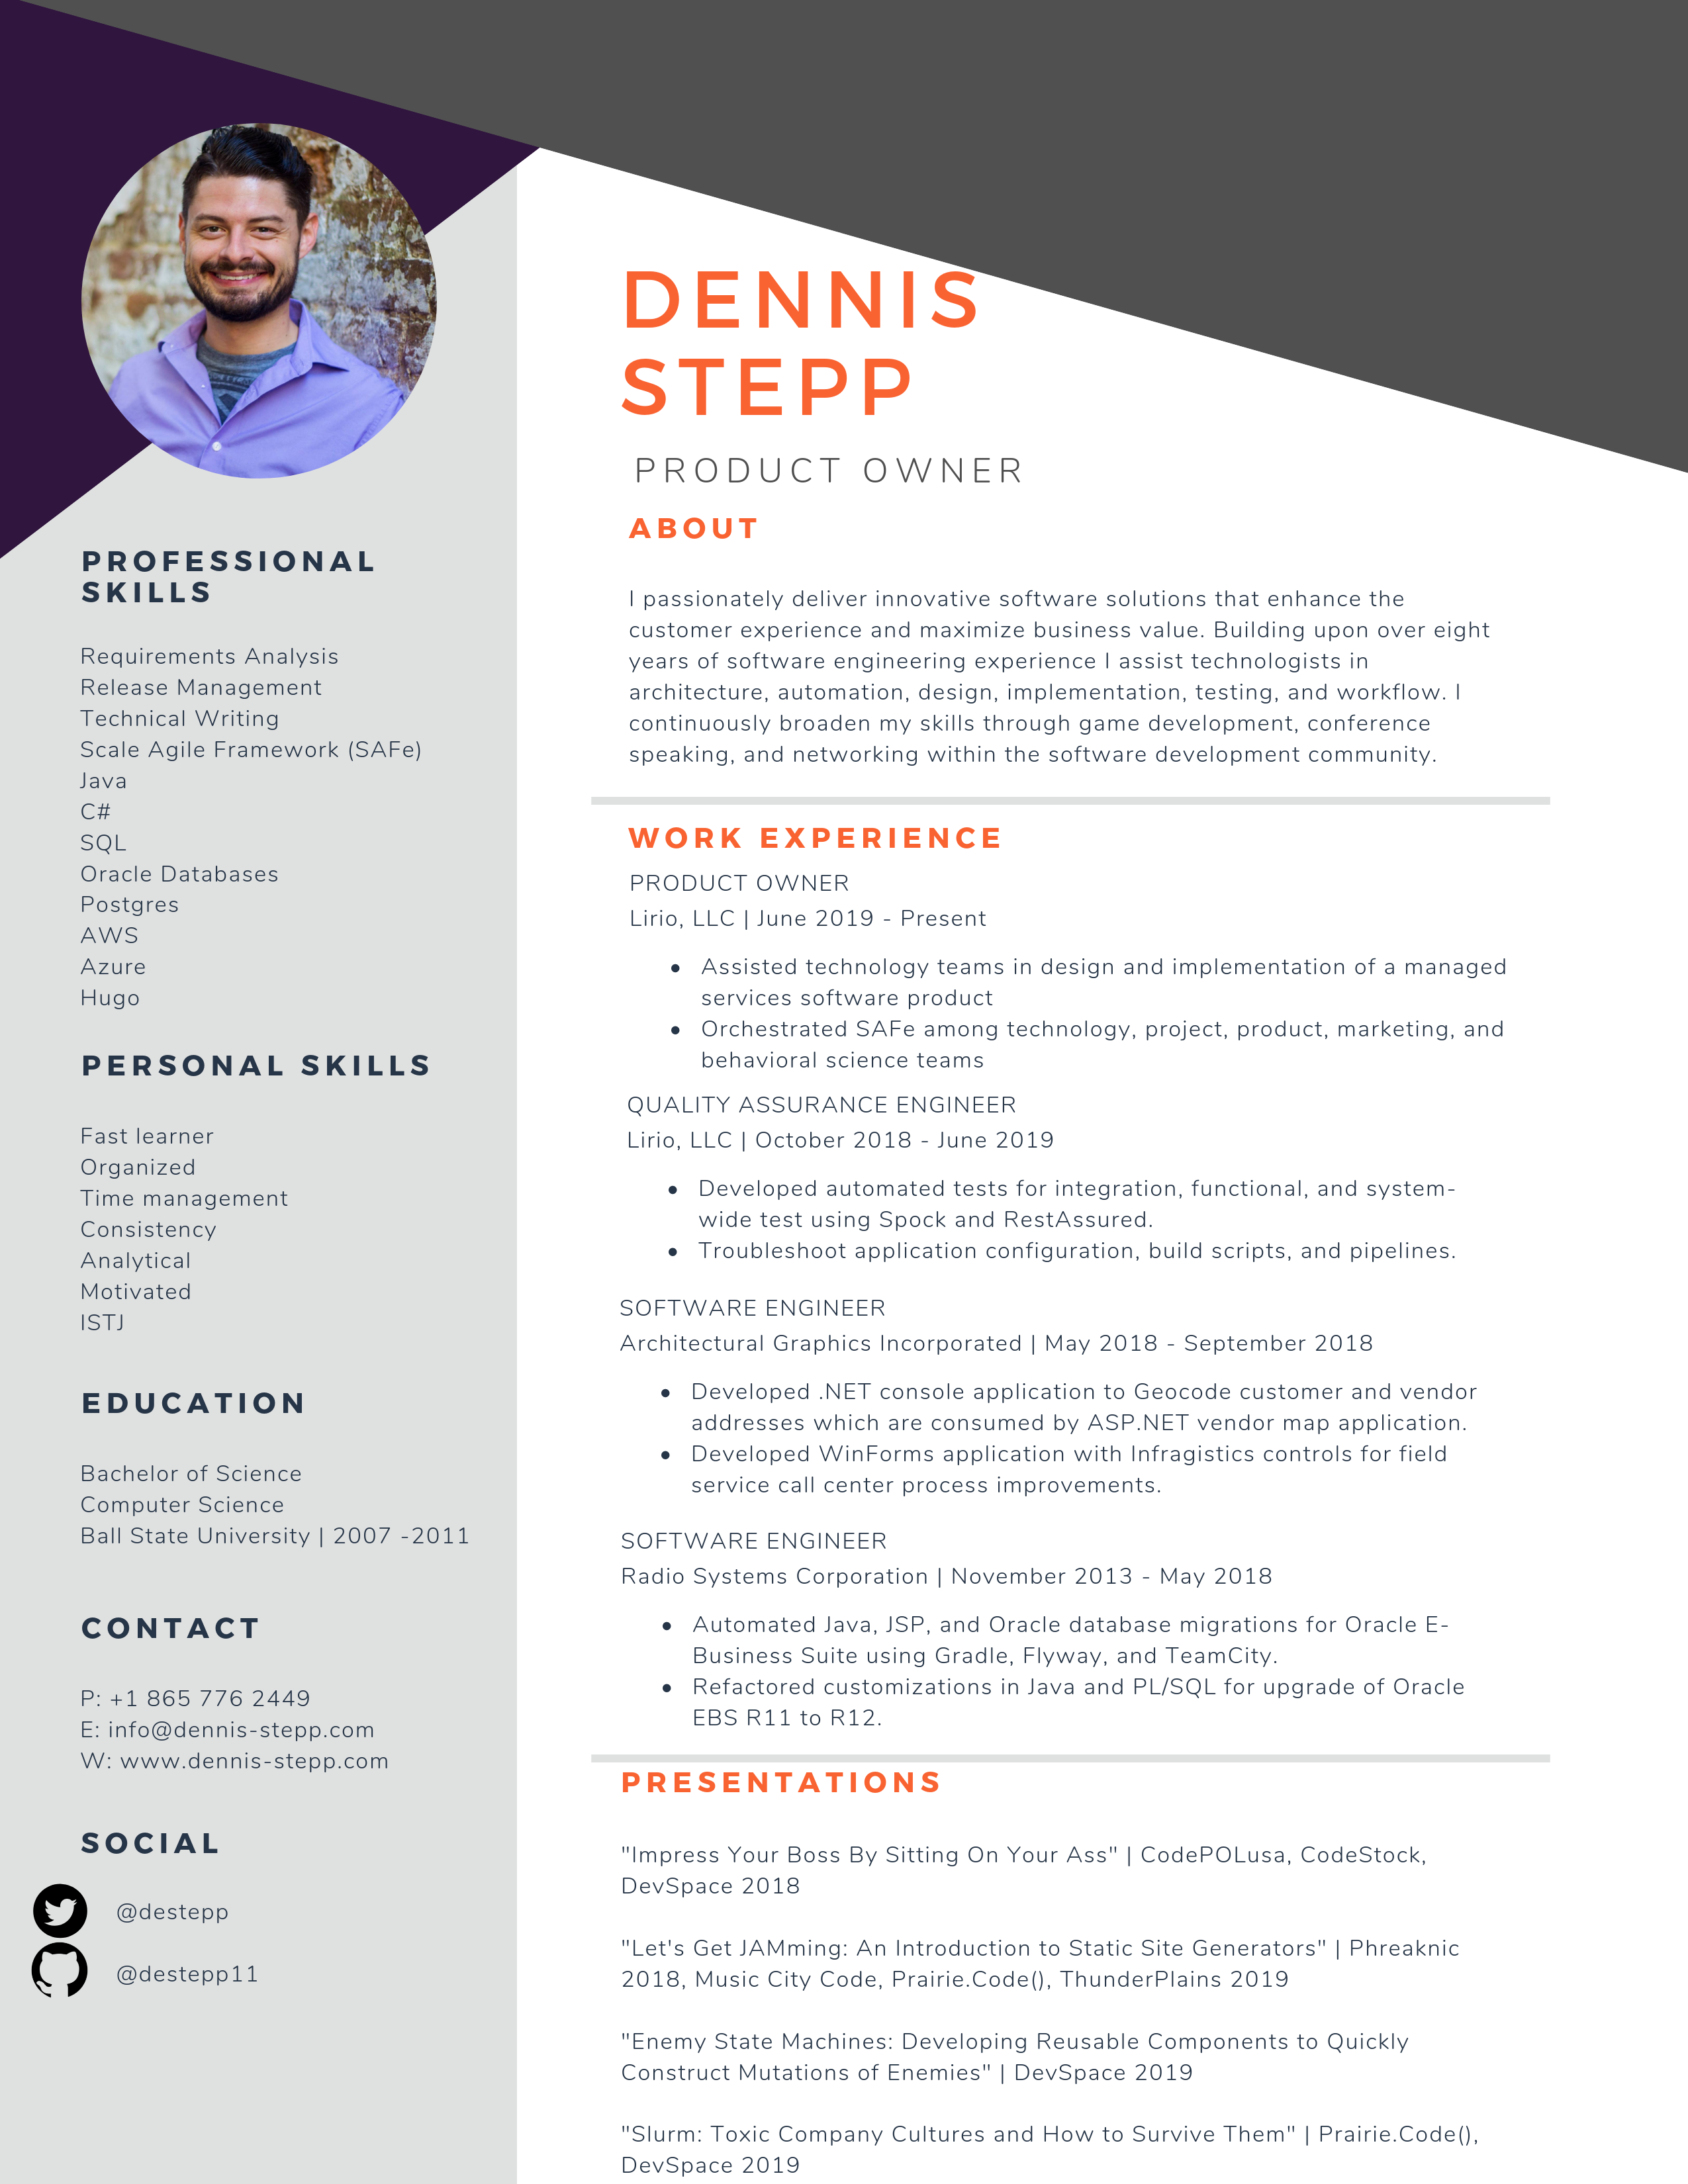 DENNIS
STEPP
PRODUCT OWNER
ABOUT
I passionately deliver innovative software solutions that enhance the
customer experience and maximize business value. Building upon over eight
years of software engineering experience I assist technologists in
architecture, automation, design, implementation, testing, and workflow. I
continuously broaden my skills through game development, conference
speaking, and networking within the software development community.
WORK EXPERIENCE
PRODUCT OWNER
Lirio, LLC | June 2019 - Present
• Assisted technology teams in design and implementation of a managed
services software product
• Orchestrated SAFe among technology, project, product, marketing, and
behavioral science teams
QUALITY ASSURANCE ENGINEER
Lirio, LLC | October 2018 - June 2019
• Developed automated tests for integration, functional, and system-
wide test using Spock and RestAssured.
• Troubleshoot application configuration, build scripts, and pipelines.
SOFTWARE ENGINEER
Architectural Graphics Incorporated | May 2018 - September 2018
• Developed .NET console application to Geocode customer and vendor
addresses which are consumed by ASP.NET vendor map application.
• Developed WinForms application with Infragistics controls for field
service call center process improvements.
SOFTWARE ENGINEER
Radio Systems Corporation | November 2013 - May 2018
• Automated Java, JSP, and Oracle database migrations for Oracle E-
Business Suite using Gradle, Flyway, and TeamCity.
• Refactored customizations in Java and PL/SQL for upgrade of Oracle
EBS R11 to R12.
PRESENTATIONS
"Impress Your Boss By Sitting On Your Ass" | CodePOLusa, CodeStock,
DevSpace 2018
"Let's Get JAMming: An Introduction to Static Site Generators" | Phreaknic
2018, Music City Code, Prairie.Code(), ThunderPlains 2019
"Enemy State Machines: Developing Reusable Components to Quickly
Construct Mutations of Enemies" | DevSpace 2019
"Slurm: Toxic Company Cultures and How to Survive Them" | Prairie.Code(),
DevSpace 2019
PROFESSIONAL
SKILLS
Requirements Analysis
Release Management
Technical Writing
Scale Agile Framework (SAFe)
Java
C#
SQL
Oracle Databases
Postgres
AWS
Azure
Hugo
PERSONAL SKILLS
Fast learner
Organized
Time management
Consistency
Analytical
Motivated
ISTJ
EDUCATION
Bachelor of Science
Computer Science
Ball State University | 2007 -2011
CONTACT
P: +1 865 776 2449
E: info@dennis-stepp.com
W: www.dennis-stepp.com
SOCIAL
@destepp
@destepp11